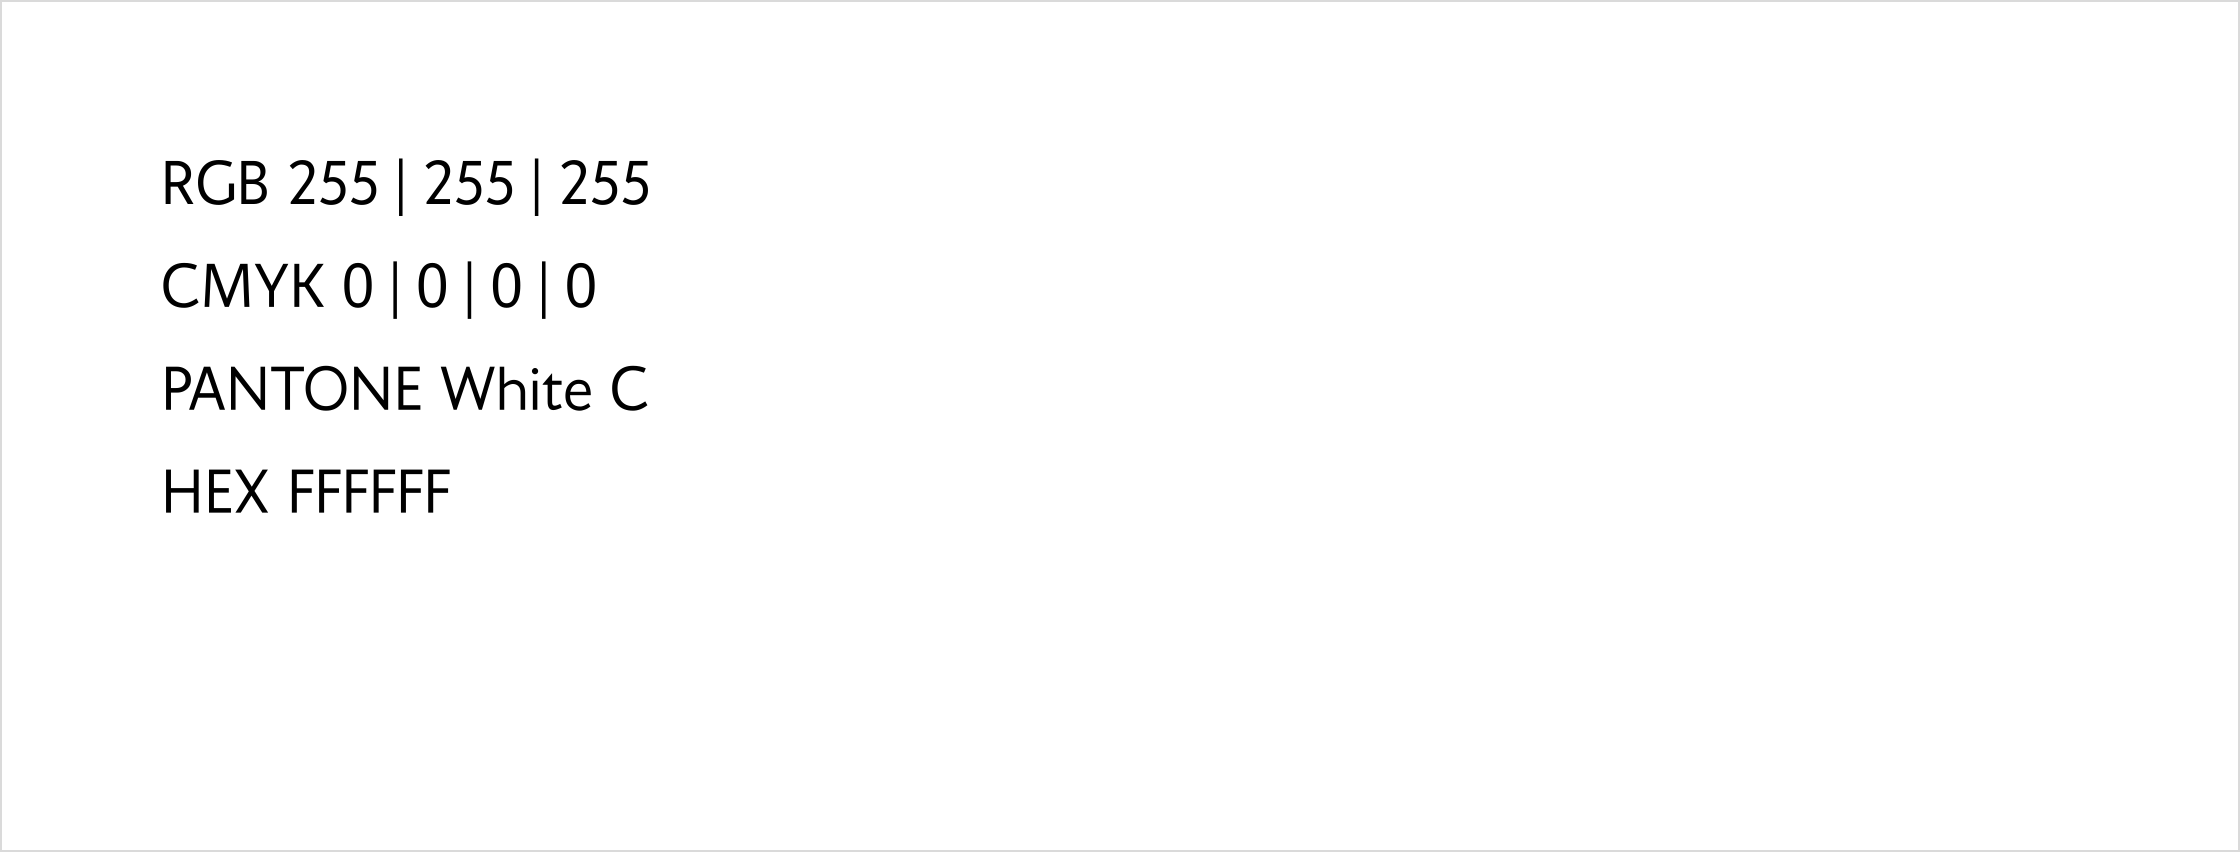 RGB 255 | 255 | 255
CMYK 0 | 0 | 0 | 0
PANTONE White C
HEX FFFFFF